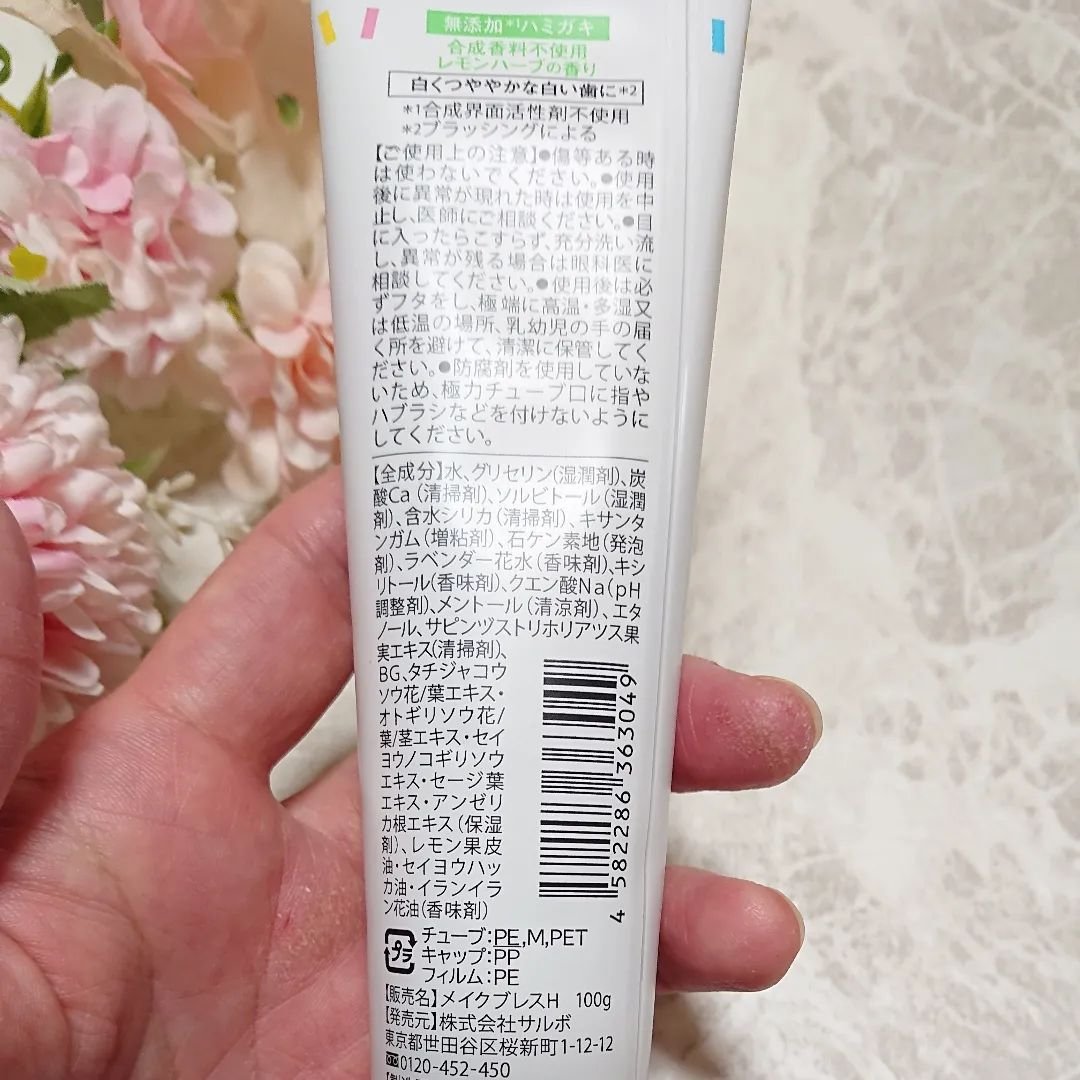 無添加*1ハミガキ
合成香料不使用
レモンハーブの香り
白くつややかな白い歯に*2
*1合成界面活性剤不使用
*2ブラッシングによる
【ご使用上の注意】●傷等ある時
は使わないでください。●使用
後に異常が現れた時は使用を中
止し、医師にご相談ください。●目
に入ったらこすらず、充分洗い流
し、異常が残る場合は眼科医に
相談してください。●使用後は必
ずフタをし、極端に高温・多湿又
は低温の場所、乳幼児の手の届
く所を避けて、清潔に保管してく
ださい。●防腐剤を使用していな
いため、極力チューブ口に指や
ハブラシなどを付けないように
してください。
【全成分】水、グリセリン(湿潤剤)、炭
酸Ca(清掃剤)、ソルビトール(湿潤
剤)、含水シリカ(清掃剤)、キサンタ
ンガム(増粘剤)、石ケン素地(発泡
剤)、ラベンダー花水(香味剤)、キシ
リトール(香味剤)、クエン酸Na(pH
調整剤)、メントール(清涼剤)、エタ
ノール、サピンヅストリホリアツス果
実エキス(清掃剤)、
BG、タチジャコウ
ソウ花/葉エキス・
オトギリソウ花/
葉/茎エキス・セイ
ヨウノコギリソウ
エキス・セージ葉
エキス・アンゼリ
カ根エキス(保湿
剤)、レモン果皮
油・セイヨウハッ
カ油・イランイラ
ン花油(香味剤)
4 582286 363049
プラ
チューブ:PE,M,PET
キャップ:PP
フィルム:PE
【販売名】メイクブレスH 100g
【発売元】株式会社サルボ
東京都世田谷区桜新町1-12-12
0120-452-450